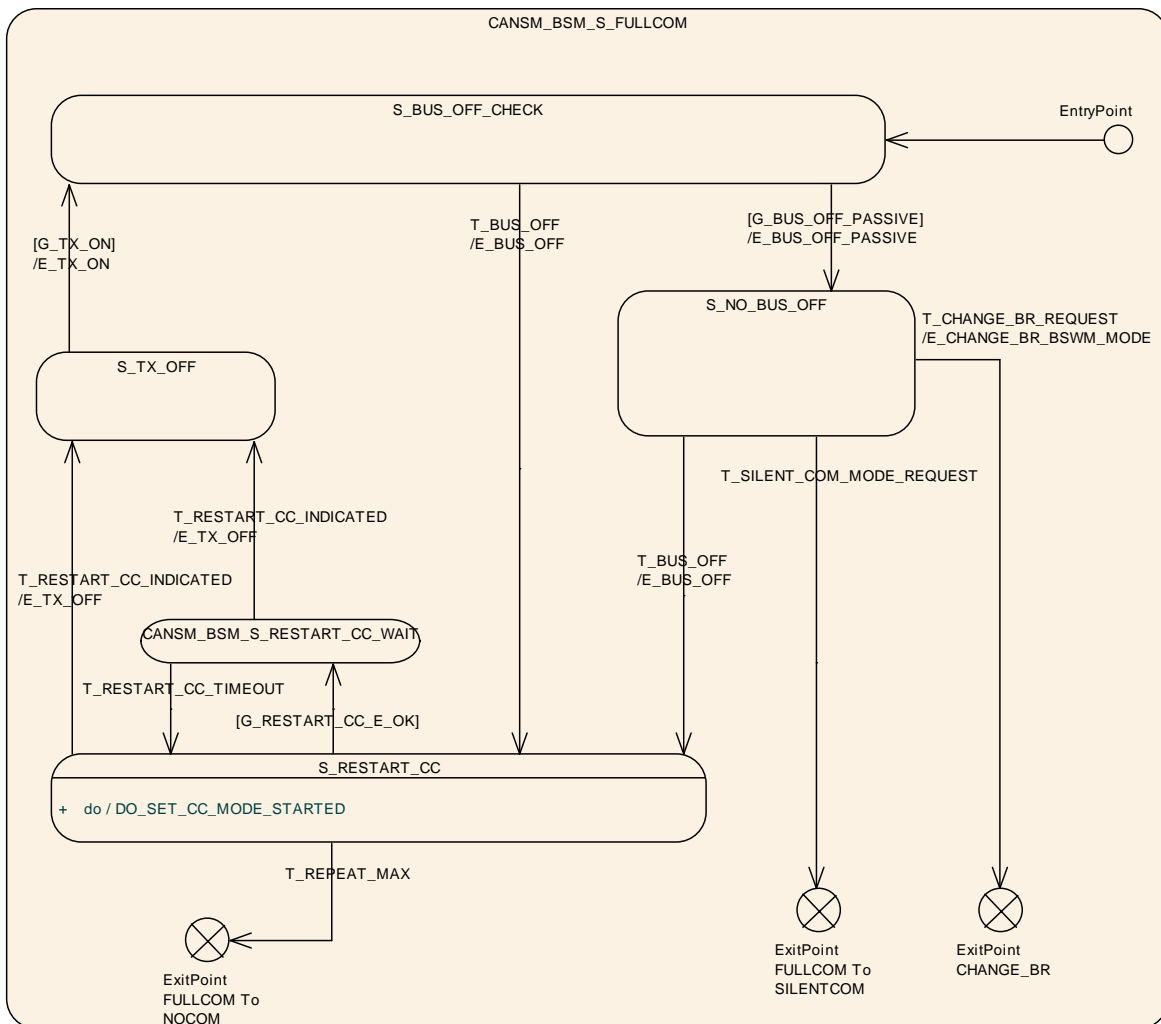 CANSM_BSM_S_FULLCOM
S_BUS_OFF_CHECK
EntryPoint
[G_TX_ON]
/E_TX_ON
T_BUS_OFF
/E_BUS_OFF
[G_BUS_OFF_PASSIVE]
/E_BUS_OFF_PASSIVE
S_NO_BUS_OFF
T_CHANGE_BR_REQUEST
/E_CHANGE_BR_BSWM_MODE
S_TX_OFF
T_SILENT_COM_MODE_REQUEST
T_RESTART_CC_INDICATED
/E_TX_OFF
T_BUS_OFF
/E_BUS_OFF
T_RESTART_CC_INDICATED
/E_TX_OFF
CANSM_BSM_S_RESTART_CC_WAIT
T_RESTART_CC_TIMEOUT
[G_RESTART_CC_E_OK]
S_RESTART_CC
+ do / DO_SET_CC_MODE_STARTED
T_REPEAT_MAX
ExitPoint
FULLCOM To
NOCOM
ExitPoint
FULLCOM To
SILENTCOM
ExitPoint
CHANGE_BR